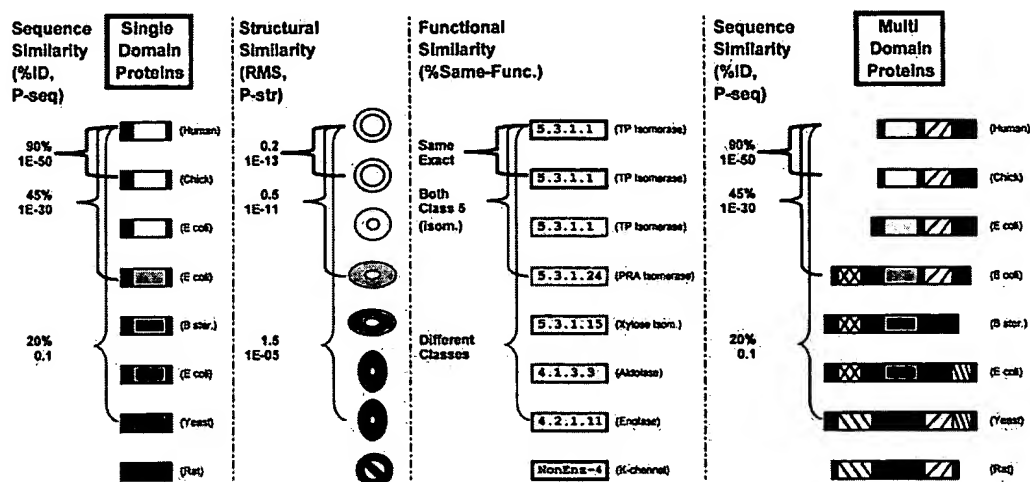 Sequence
Similarity
(%ID,
P-seq)
Single
Domain
Proteins
90%
1E-50
45%
1E-30
20%
0.1
(Human)
(Chick)
(E coli)
(E coli)
(B ster.)
(E coli)
(Yeast)
(Rat)
Structural
Similarity
(RMS,
P-str)
0.2
1E-13
0.5
1E-11
1.5
1E-05
Functional
Similarity
(%Same-Func.)
Same
Exact
Both
Class 5
(isom.)
Different
Classes
5.3.1.1 (TP Isomerase)
5.3.1.1 (TP Isomerase)
5.3.1.1 (TP Isomerase)
5.3.1.24 (PRA Isomerase)
5.3.1.15 (Xylose Isom.)
4.1.3.3 (Aldolase)
4.2.1.11 (Enolase)
NonEnz-4 (K-channel)
Sequence
Similarity
(%ID,
P-seq)
Multi
Domain
Proteins
90%
1E-50
45%
1E-30
20%
0.1
(Human)
(Chick)
(E coli)
(E coli)
(B ster.)
(E coli)
(Yeast)
(Rat)